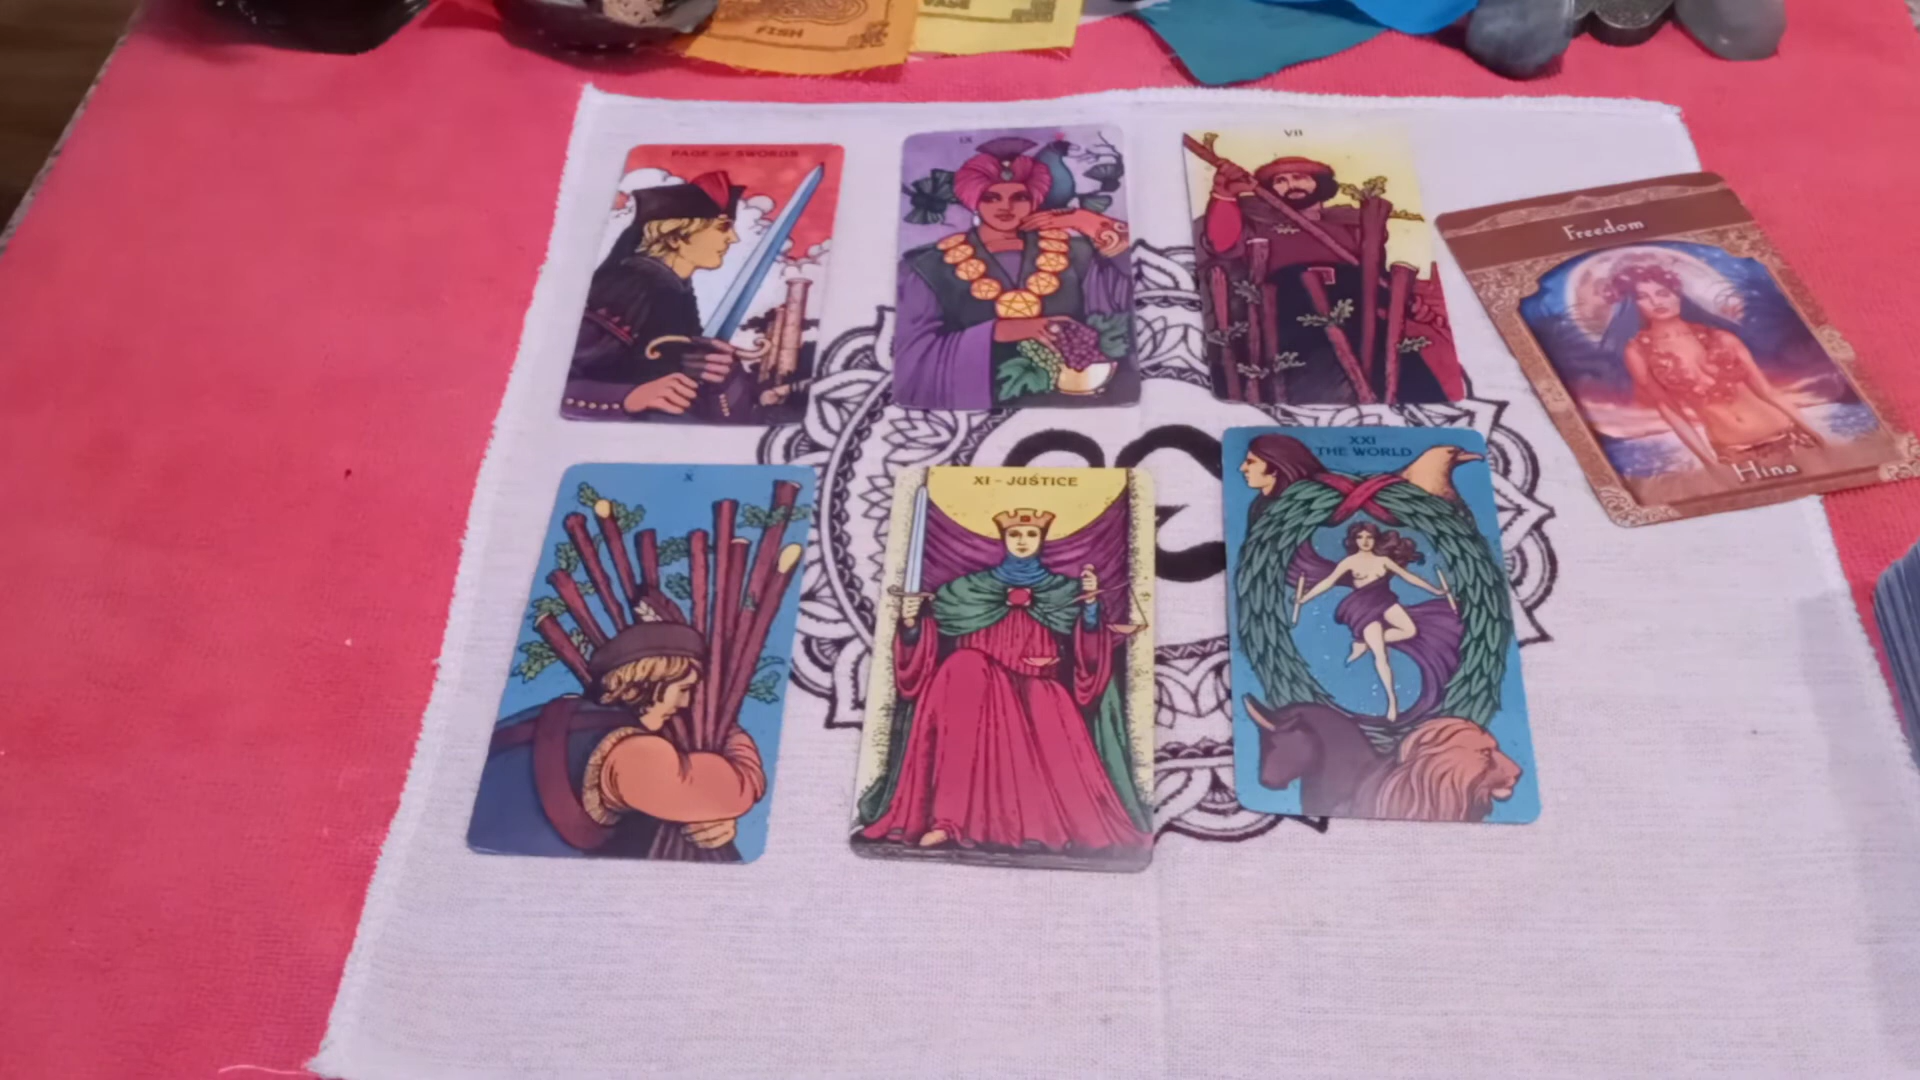 FISH
PAGE OF SWORDS
IX
VII
Freedom
Hina
X
XI - JUSTICE
XXI
THE WORLD